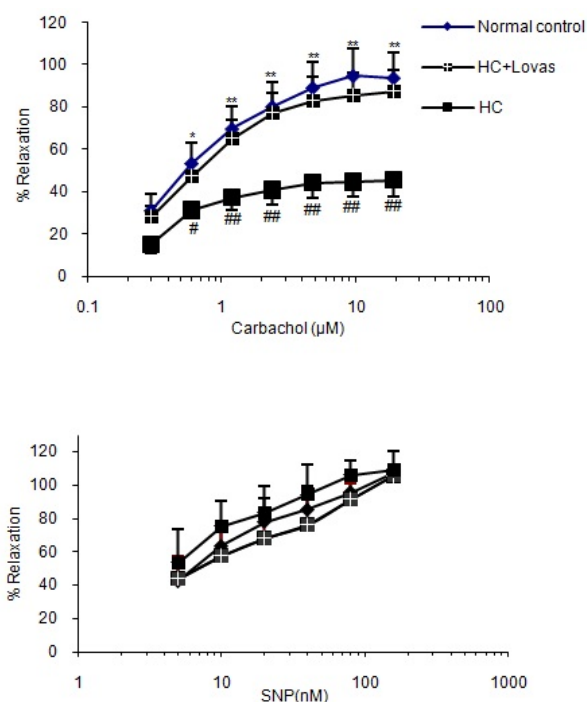 120
100
80
60
40
20
0
% Relaxation
* ** ** ** ** **
# ## ## ## ## ##
0.1 1 10 100
Carbachol (µM)
Normal control
HC+Lovas
HC
120
100
80
60
40
20
0
% Relaxation
1 10 100 1000
SNP(nM)